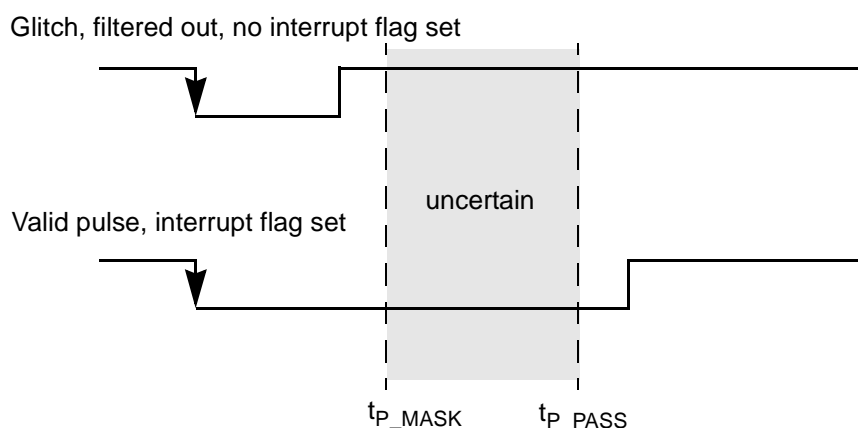 Glitch, filtered out, no interrupt flag set
uncertain
Valid pulse, interrupt flag set
tP_MASK
tP_PASS